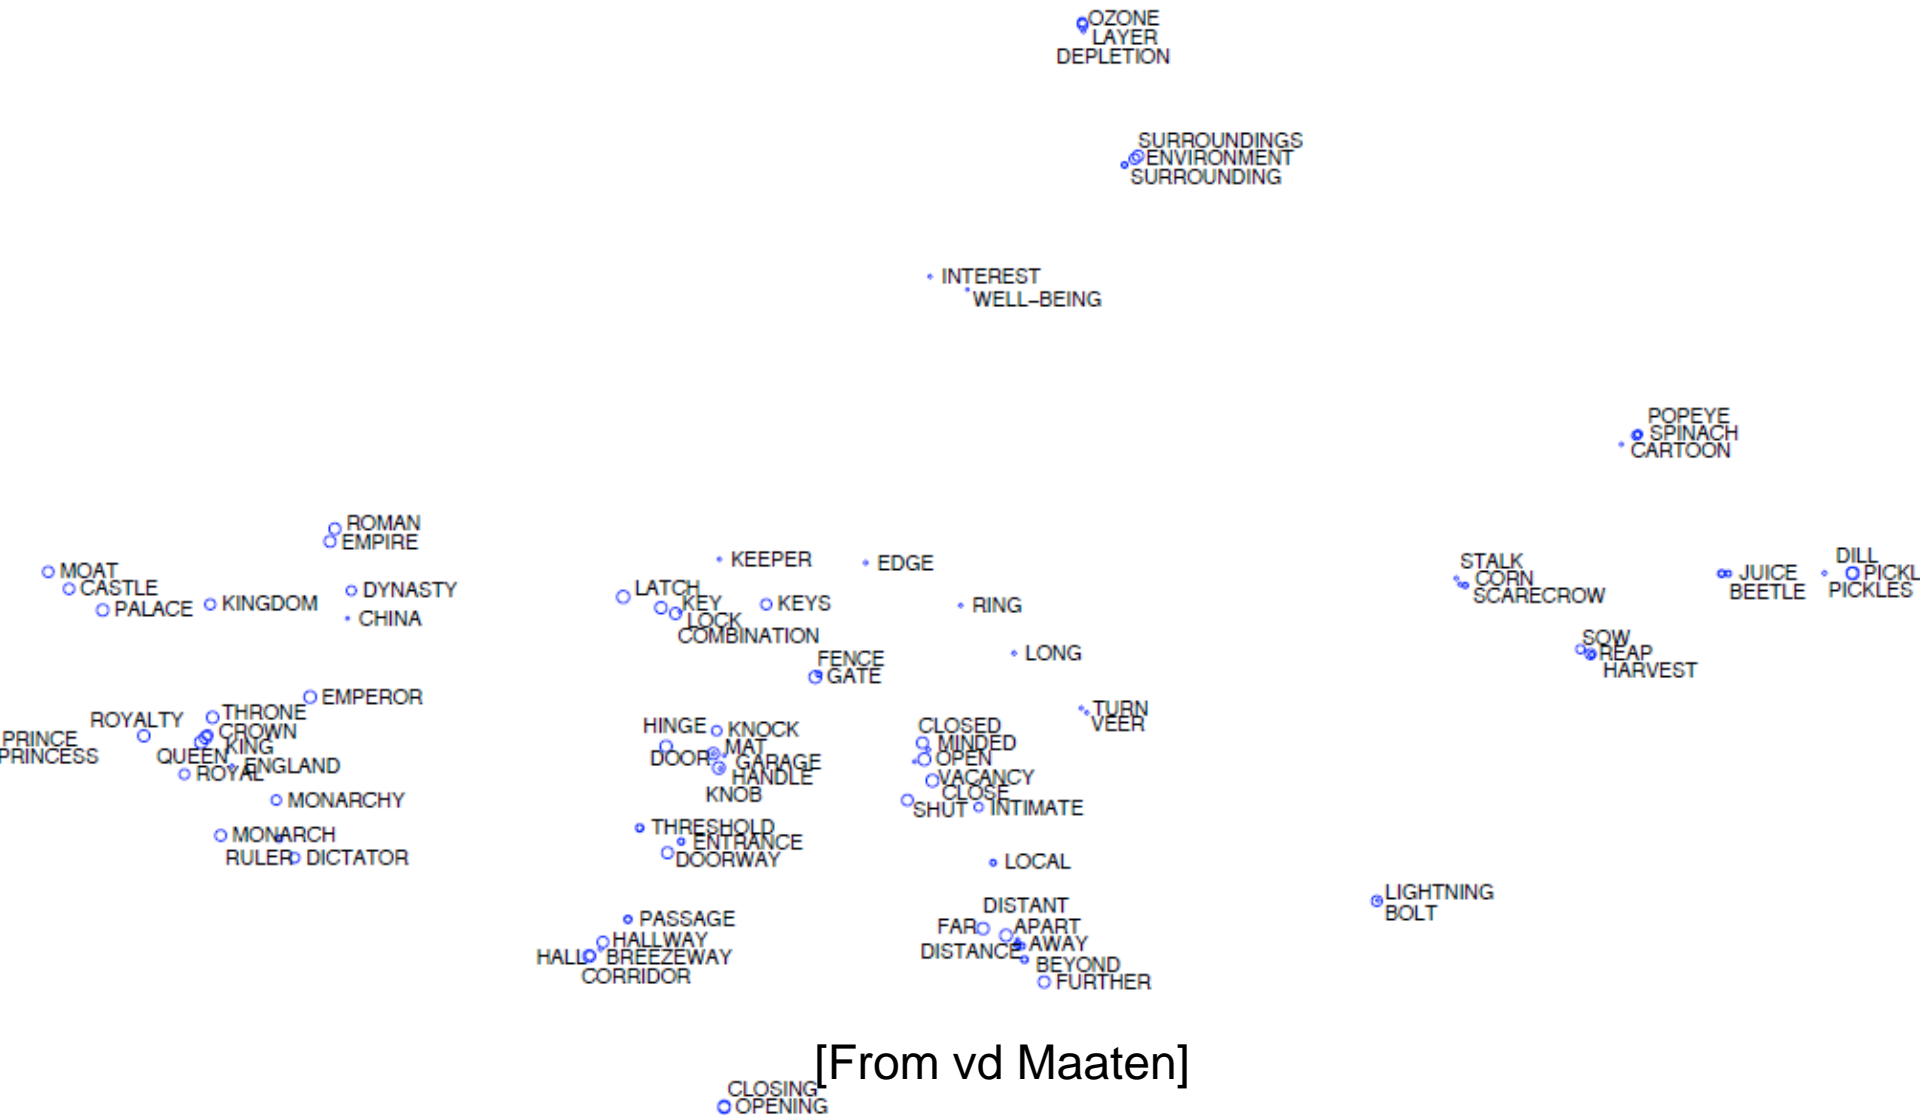 OZONE
LAYER
DEPLETION
SURROUNDINGS
ENVIRONMENT
SURROUNDING
INTEREST
WELL-BEING
POPEYE
SPINACH
CARTOON
ROMAN
EMPIRE
MOAT
CASTLE
PALACE
KINGDOM
DYNASTY
CHINA
KEEPER
EDGE
LATCH
KEY
LOCK
COMBINATION
KEYS
RING
LONG
FENCE
GATE
STALK
CORN
SCARECROW
JUICE
BEETLE
DILL
PICKL
PICKLES
SOW
REAP
HARVEST
EMPEROR
ROYALTY
THRONE
CROWN
KING
QUEEN
ENGLAND
ROYAL
PRINCE
PRINCESS
MONARCHY
MONARCH
RULER
DICTATOR
HINGE
KNOCK
DOOR
MAT
GARAGE
HANDLE
KNOB
TURN
VEER
CLOSED
MINDED
OPEN
VACANCY
CLOSE
SHUT
INTIMATE
THRESHOLD
ENTRANCE
DOORWAY
LOCAL
PASSAGE
HALLWAY
HALL
BREEZEWAY
CORRIDOR
DISTANT
FAR
APART
AWAY
DISTANCE
BEYOND
FURTHER
LIGHTNING
BOLT
[From vd Maaten]
CLOSING
OPENING